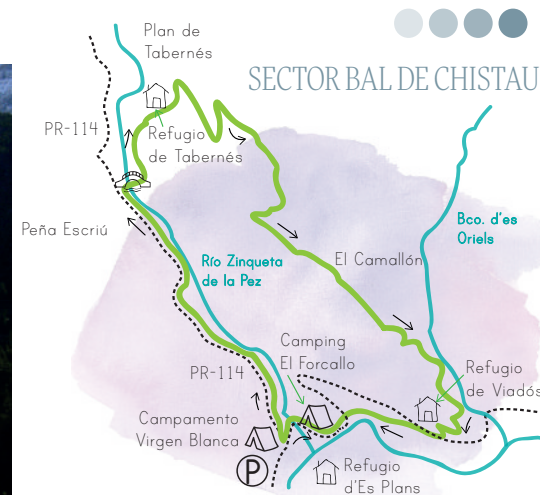 SECTOR BAL DE CHISTAU
Plan de
Tabernés
PR-114
Refugio
de Tabernés
Peña Escriú
Bco. d'es
Oriels
Río Zinqueta
de la Pez
El Camallón
Camping
El Forcallo
PR-114
Refugio
de Viadós
Campamento
Virgen Blanca
P
Refugio
d'Es Plans